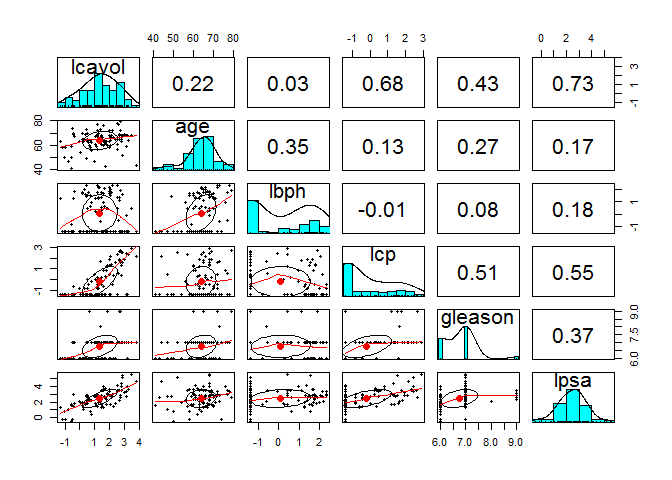 40 50 60 70 80 -1 0 1 2 3 0 2 4
lcavol 0.22 0.03 0.68 0.43 0.73 -1 1 3
40 60 80 age 0.35 0.13 0.27 0.17
lbph -0.01 0.08 0.18 -1 0 1 2
-1 1 3 lcp 0.51 0.55
gleason 0.37 6.0 7.5 9.0
0 2 4 lpsa
-1 1 2 3 4 -1 0 1 2 6.0 7.0 8.0 9.0